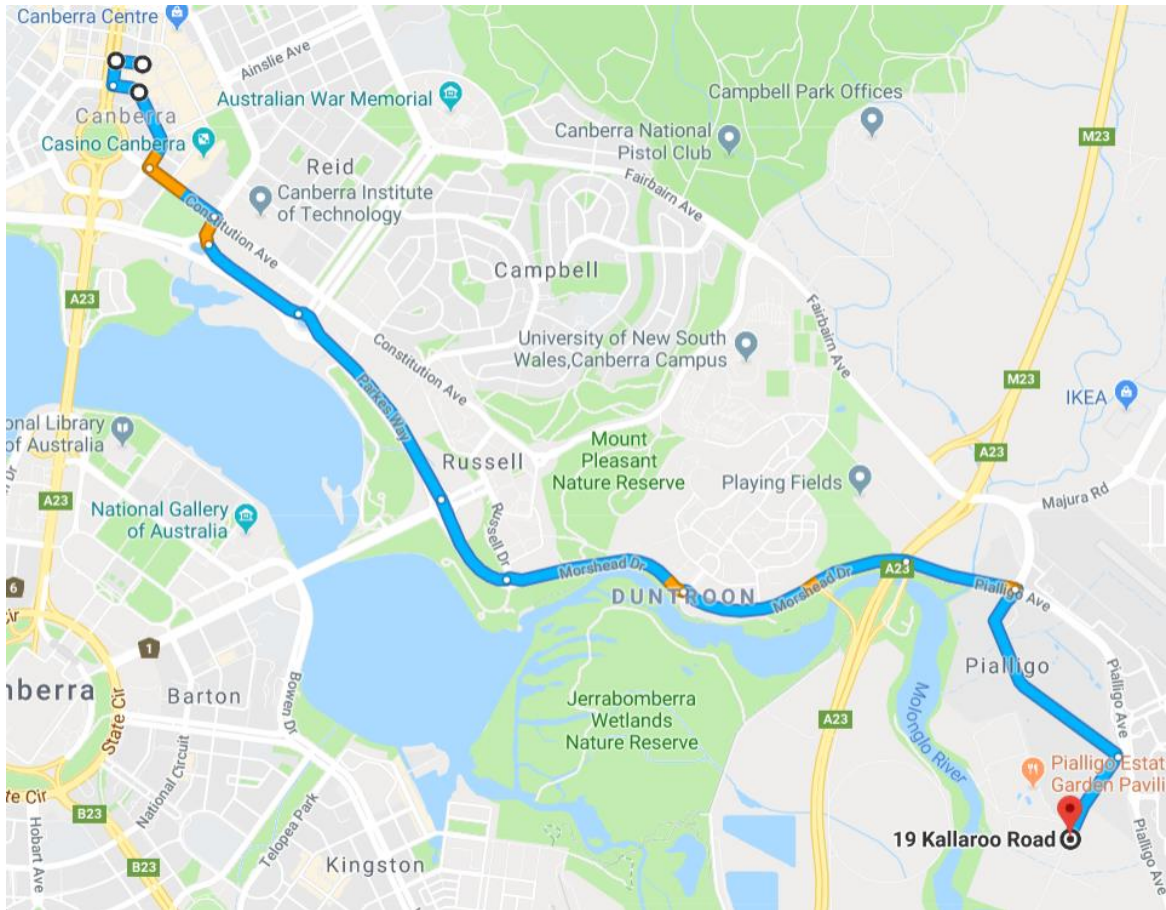 Canberra Centre
Ainslie Ave
Australian War Memorial
Campbell Park Offices
M23
Canberra
Casino Canberra
Reid
Canberra National
Pistol Club
Fairbairn Ave
Canberra Institute
of Technology
Constitution Ave
Campbell
A23
Fairbairn Ave
University of New South
Wales,Canberra Campus
Constitution Ave
M23
IKEA
Parkes Way
onal Library
of Australia
Mount
Pleasant
Nature Reserve
Russell
A23
Playing Fields
A23
Majura Rd
National Gallery
of Australia
Russell Dr
Morshead Dr
A23
6
Cir
DUNTROON
Morshead Dr
Pialligo Ave
1
Pialligo
nberra
Barton
Bowen Dr
State Cir
Jerrabomberra
Wetlands
Nature Reserve
A23
Molonglo River
Pialligo Ave
National Circuit
Pialligo Estat
Garden Pavili
te Cir
B23
Telopea Park
Hobart Ave
B23
Kingston
19 Kallaroo Road
Pialligo Ave